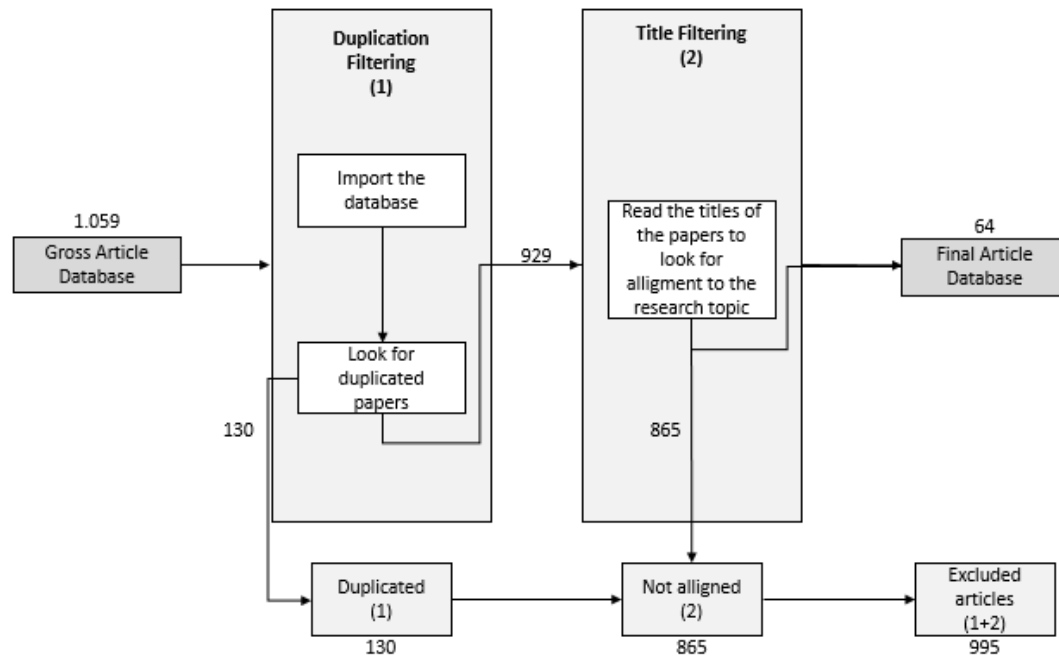 Duplication
Filtering
(1)
Title Filtering
(2)
Import the
database
1.059
Gross Article
Database
929
Read the titles of
the papers to
look for
alligment to the
research topic
64
Final Article
Database
Look for
duplicated
papers
130
865
Duplicated
(1)
130
Not alligned
(2)
865
Excluded
articles
(1+2)
995